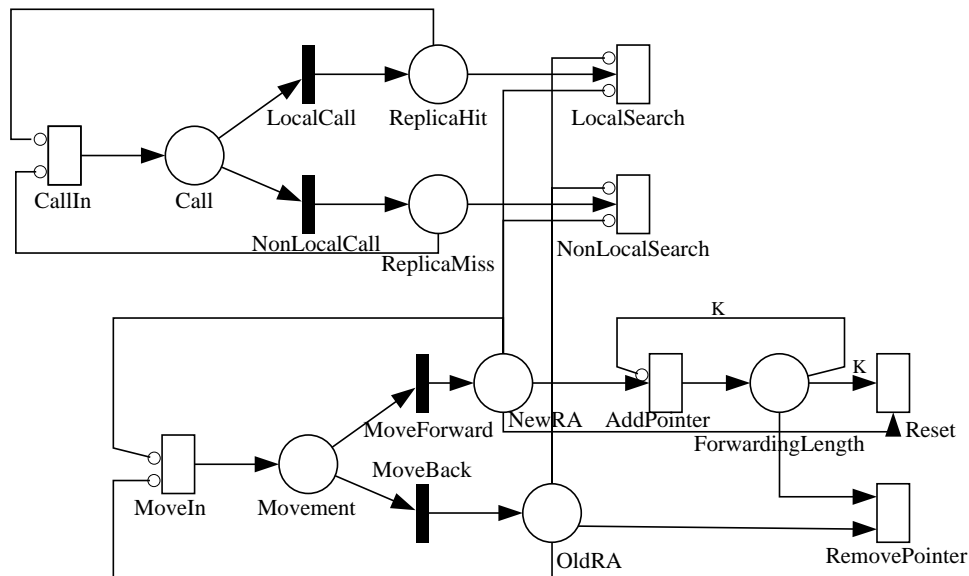 LocalCall
ReplicaHit
LocalSearch
CallIn
Call
NonLocalCall
ReplicaMiss
NonLocalSearch
K
K
NewRA
AddPointer
MoveForward
ForwardingLength
Reset
MoveBack
MoveIn
Movement
OldRA
RemovePointer